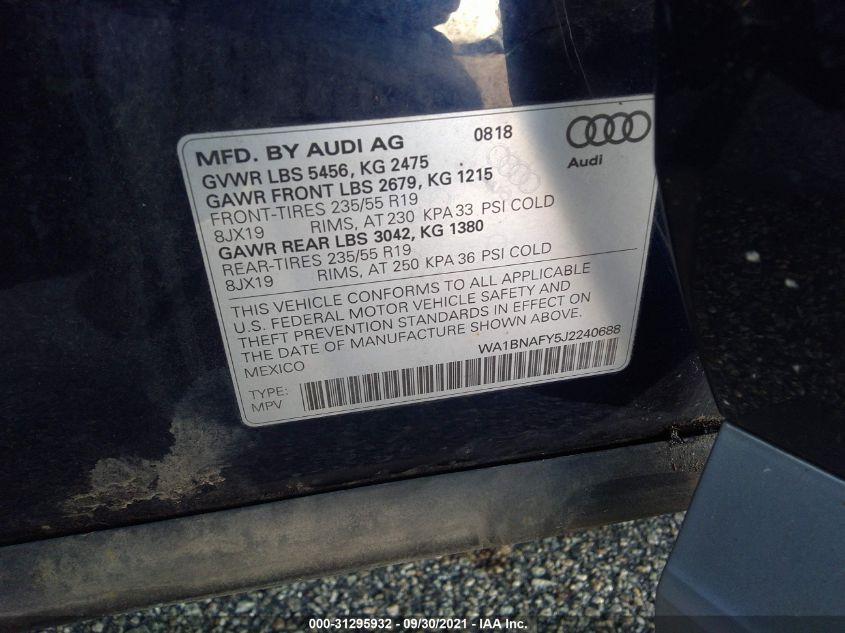 MFD. BY AUDI AG 0818
Audi
GVWR LBS 5456, KG 2475
GAWR FRONT LBS 2679, KG 1215
FRONT-TIRES 235/55 R19
8JX19 RIMS, AT 230 KPA 33 PSI COLD
GAWR REAR LBS 3042, KG 1380
REAR-TIRES 235/55 R19
8JX19 RIMS, AT 250 KPA 36 PSI COLD
THIS VEHICLE CONFORMS TO ALL APPLICABLE
U.S. FEDERAL MOTOR VEHICLE SAFETY AND
THEFT PREVENTION STANDARDS IN EFFECT ON
THE DATE OF MANUFACTURE SHOWN ABOVE.
MEXICO WA1BNAFY5J2240688
TYPE:
MPV
000-31295932 - 09/30/2021 - IAA Inc.